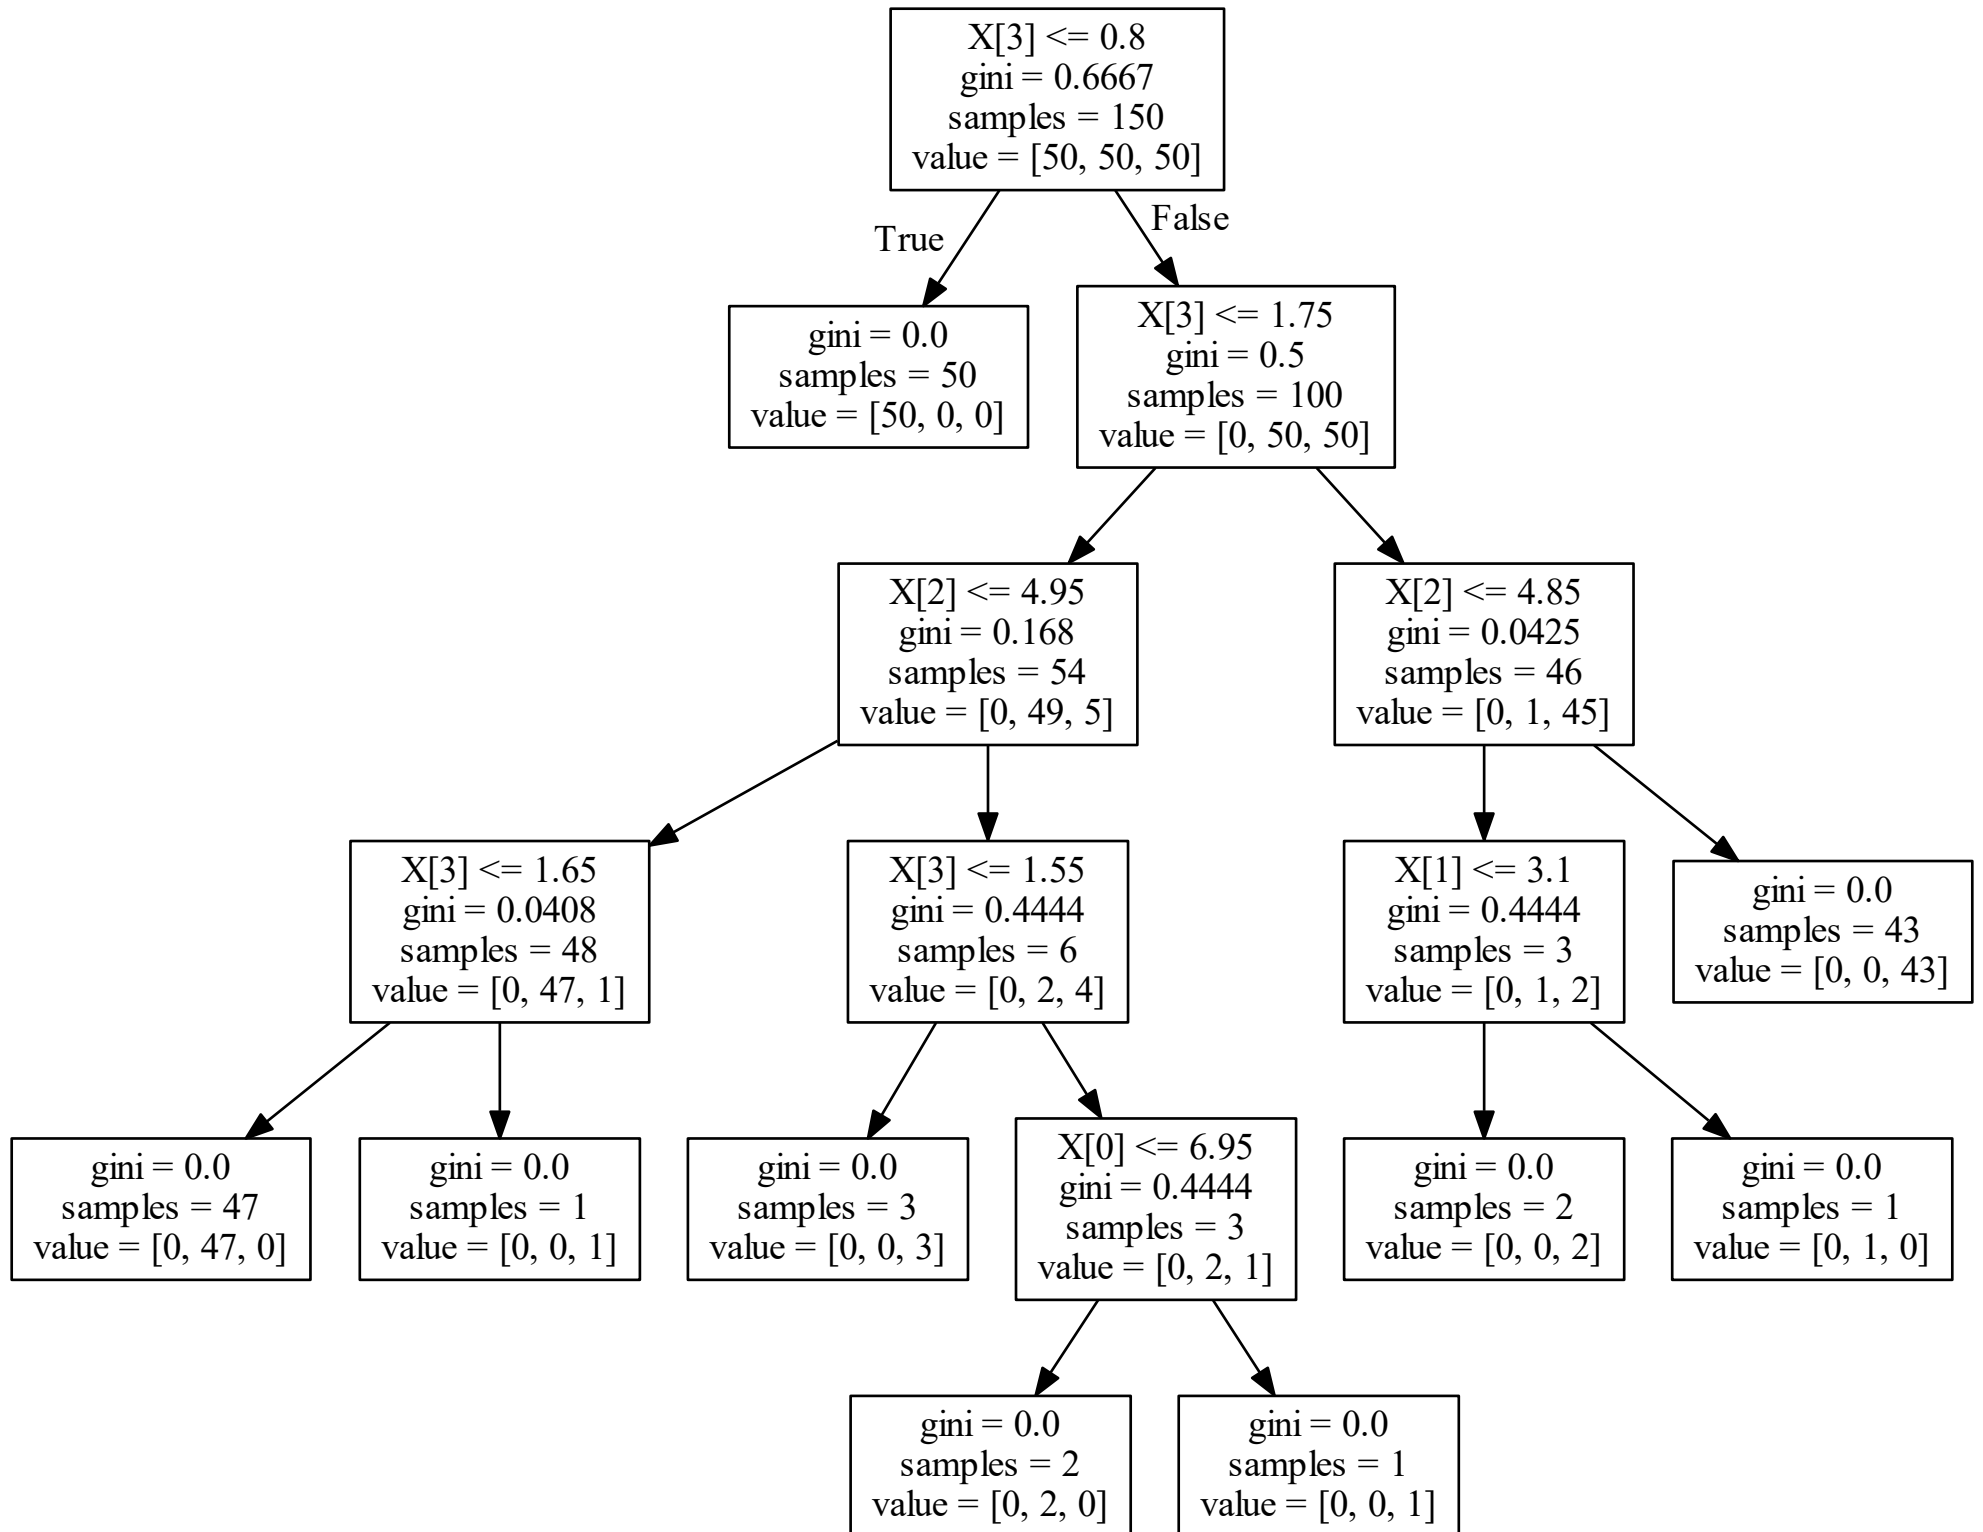 X[3] <= 0.8
gini = 0.6667
samples = 150
value = [50, 50, 50]
True
False
gini = 0.0
samples = 50
value = [50, 0, 0]
X[3] <= 1.75
gini = 0.5
samples = 100
value = [0, 50, 50]
X[2] <= 4.95
gini = 0.168
samples = 54
value = [0, 49, 5]
X[2] <= 4.85
gini = 0.0425
samples = 46
value = [0, 1, 45]
X[3] <= 1.65
gini = 0.0408
samples = 48
value = [0, 47, 1]
X[3] <= 1.55
gini = 0.4444
samples = 6
value = [0, 2, 4]
X[1] <= 3.1
gini = 0.4444
samples = 3
value = [0, 1, 2]
gini = 0.0
samples = 43
value = [0, 0, 43]
gini = 0.0
samples = 47
value = [0, 47, 0]
gini = 0.0
samples = 1
value = [0, 0, 1]
gini = 0.0
samples = 3
value = [0, 0, 3]
X[0] <= 6.95
gini = 0.4444
samples = 3
value = [0, 2, 1]
gini = 0.0
samples = 2
value = [0, 0, 2]
gini = 0.0
samples = 1
value = [0, 1, 0]
gini = 0.0
samples = 2
value = [0, 2, 0]
gini = 0.0
samples = 1
value = [0, 0, 1]